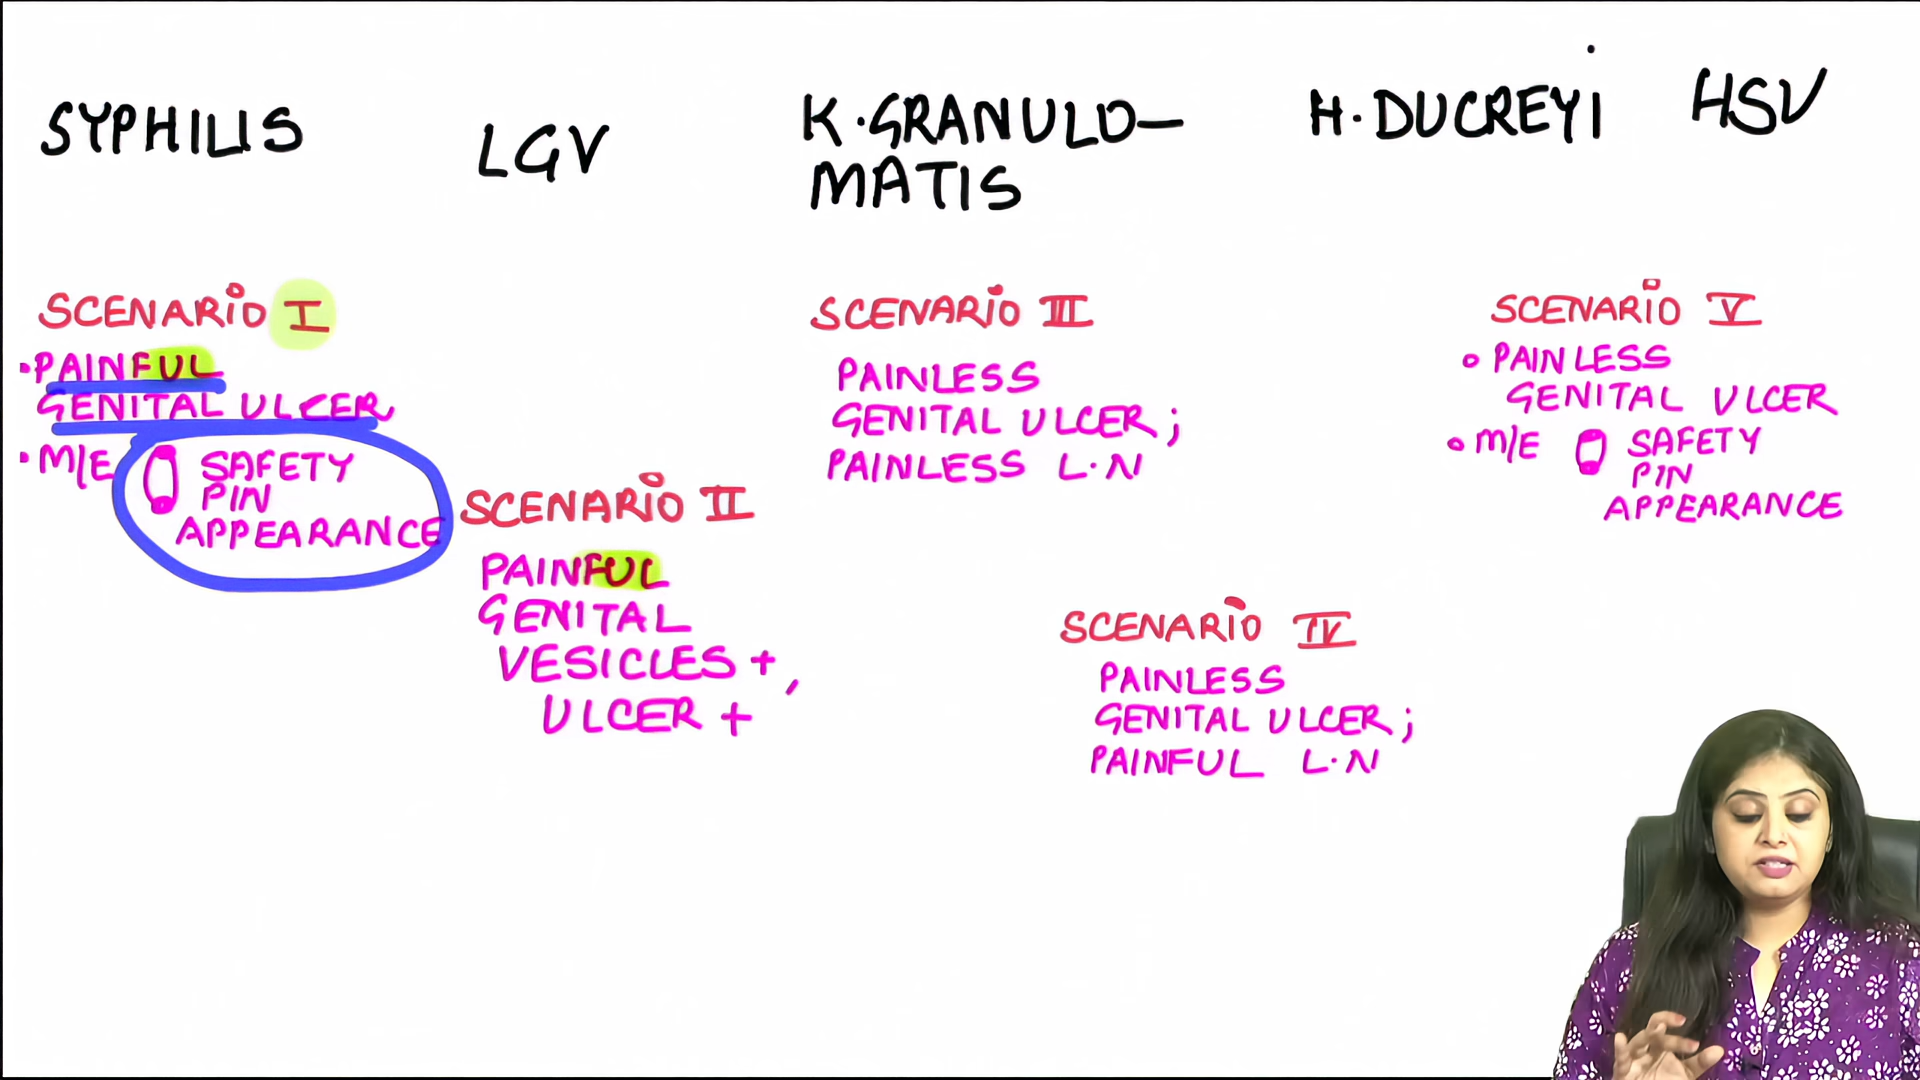 SYPHILIS
LGV
K.GRANULO-
MATIS
H.DUCREYI
HSV
SCENARIO I
•PAINFUL
GENITAL ULCER
•M/E SAFETY
PIN
APPEARANCE
SCENARIO II
PAINFUL
GENITAL
VESICLES +,
ULCER +
SCENARIO III
PAINLESS
GENITAL ULCER;
PAINLESS L.N
SCENARIO IV
PAINLESS
GENITAL ULCER;
PAINFUL L.N
SCENARIO V
• PAINLESS
GENITAL ULCER
• M/E SAFETY
PIN
APPEARANCE